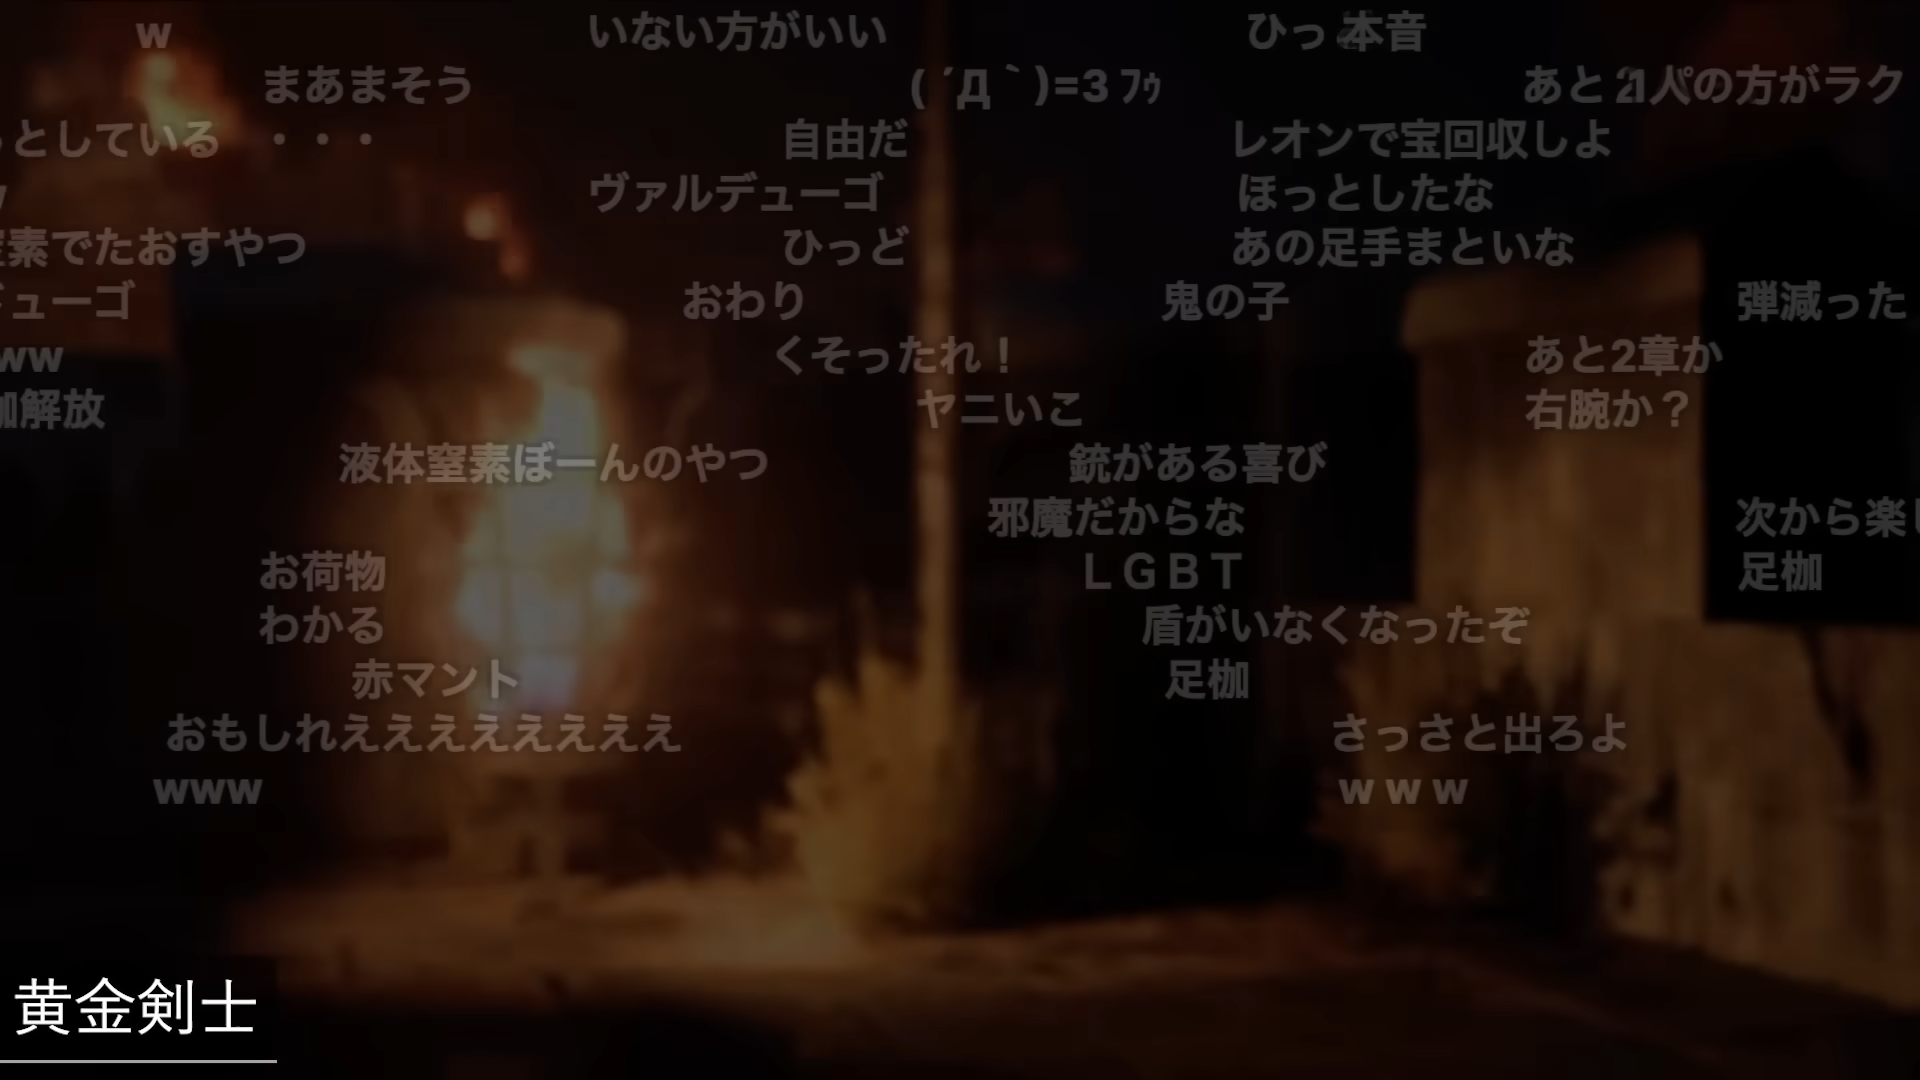 w
いない方がいい
ひっ
本音
まあまそう
(´Д｀)=3 ﾌｩ
あと
の方がラク
っとしている
・・・
自由だ
レオンで宝回収しよ
ヴァルデューゴ
ほっとしたな
素でたおすやつ
ひっど
あの足手まといな
ューゴ
おわり
鬼の子
弾減った
ww
くそったれ！
あと2章か
枷解放
ヤニいこ
右腕か？
液体窒素ぼーんのやつ
銃がある喜び
邪魔だからな
次から楽し
お荷物
ＬＧＢＴ
足枷
わかる
盾がいなくなったぞ
赤マント
足枷
おもしれええええええええ
さっさと出ろよ
www
ｗｗｗ
黄金剣士